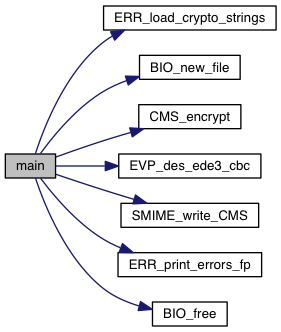 ERR_load_crypto_strings
BIO_new_file
CMS_encrypt
main
EVP_des_ede3_cbc
SMIME_write_CMS
ERR_print_errors_fp
BIO_free